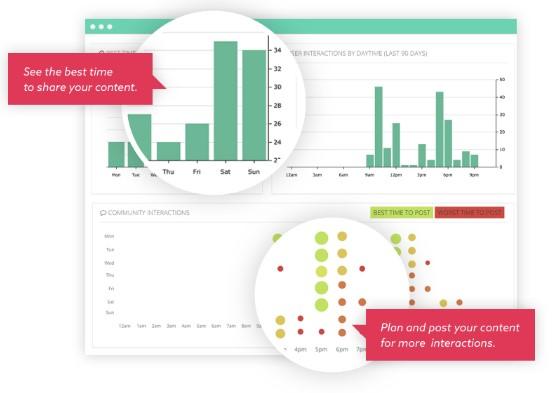 BEST TIME
See the best time
to share your content.
34
32
30
28
26
24
Mon Tue Thu Fri Sat Sun
USER INTERACTIONS BY DAYTIME (LAST 90 DAYS)
50
40
30
20
10
0
12am 3am 6am 9am 12pm 3pm 6pm 9pm
COMMUNITY INTERACTIONS
BEST TIME TO POST WORST TIME TO POST
Mon
Tue
Wed
Thu
Fri
Sat
Sun
12am 1am 2am 3am 4am 5am 6am 7am 8am
4pm 5pm 6pm 7pm
Plan and post your content
for more interactions.